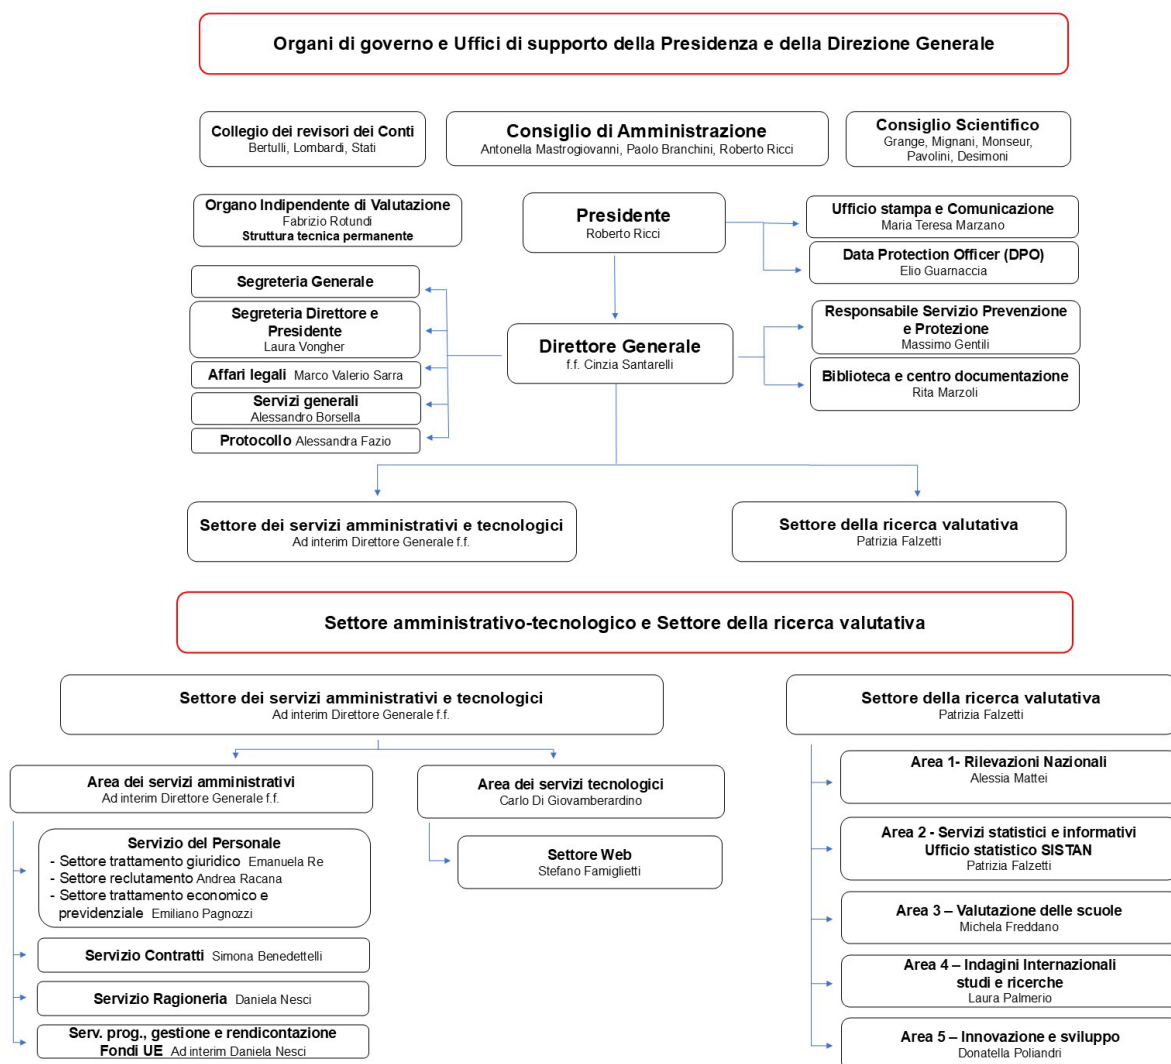 Organi di governo e Uffici di supporto della Presidenza e della Direzione Generale
Collegio dei revisori dei Conti
Bertulli, Lombardi, Stati
Consiglio di Amministrazione
Antonella Mastrogiovanni, Paolo Branchini, Roberto Ricci
Consiglio Scientifico
Grange, Mignani, Monseur,
Pavolini, Desimoni
Organo Indipendente di Valutazione
Fabrizio Rotundi
Struttura tecnica permanente
Presidente
Roberto Ricci
Ufficio stampa e Comunicazione
Maria Teresa Marzano
Data Protection Officer (DPO)
Elio Guarnaccia
Segreteria Generale
Segreteria Direttore e
Presidente
Laura Vongher
Affari legali Marco Valerio Sarra
Servizi generali
Alessandro Borsella
Protocollo Alessandra Fazio
Direttore Generale
f.f. Cinzia Santarelli
Responsabile Servizio Prevenzione
e Protezione
Massimo Gentili
Biblioteca e centro documentazione
Rita Marzoli
Settore dei servizi amministrativi e tecnologici
Ad interim Direttore Generale f.f.
Settore della ricerca valutativa
Patrizia Falzetti
Settore amministrativo-tecnologico e Settore della ricerca valutativa
Settore dei servizi amministrativi e tecnologici
Ad interim Direttore Generale f.f.
Area dei servizi amministrativi
Ad interim Direttore Generale f.f.
Servizio del Personale
- Settore trattamento giuridico Emanuela Re
- Settore reclutamento Andrea Racana
- Settore trattamento economico e
previdenziale Emiliano Pagnozzi
Servizio Contratti Simona Benedettelli
Servizio Ragioneria Daniela Nesci
Serv. prog., gestione e rendicontazione
Fondi UE Ad interim Daniela Nesci
Area dei servizi tecnologici
Carlo Di Giovamberardino
Settore Web
Stefano Famiglietti
Settore della ricerca valutativa
Patrizia Falzetti
Area 1- Rilevazioni Nazionali
Alessia Mattei
Area 2 - Servizi statistici e informativi
Ufficio statistico SISTAN
Patrizia Falzetti
Area 3 – Valutazione delle scuole
Michela Freddano
Area 4 – Indagini Internazionali
studi e ricerche
Laura Palmerio
Area 5 – Innovazione e sviluppo
Donatella Poliandri